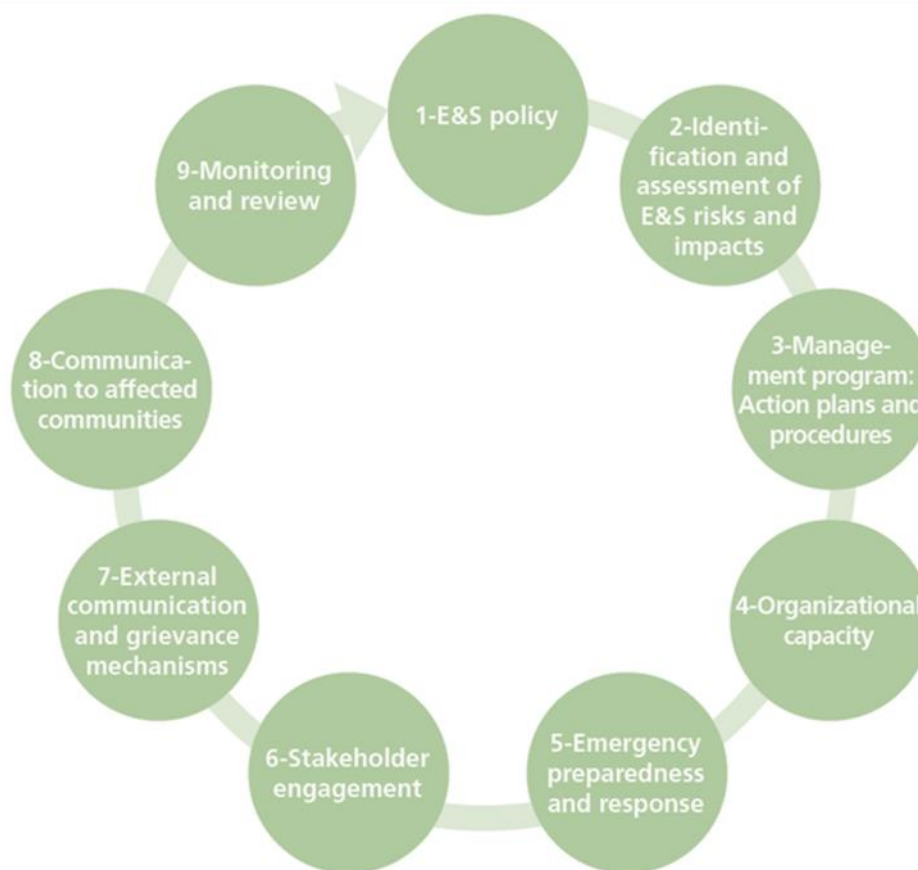 1-E&S policy
2-Identi-
fication and
assessment of
E&S risks and
impacts
3-Manage-
ment program:
Action plans and
procedures
4-Organizational
capacity
5-Emergency
preparedness
and response
6-Stakeholder
engagement
7-External
communication
and grievance
mechanisms
8-Communica-
tion to affected
communities
9-Monitoring
and review